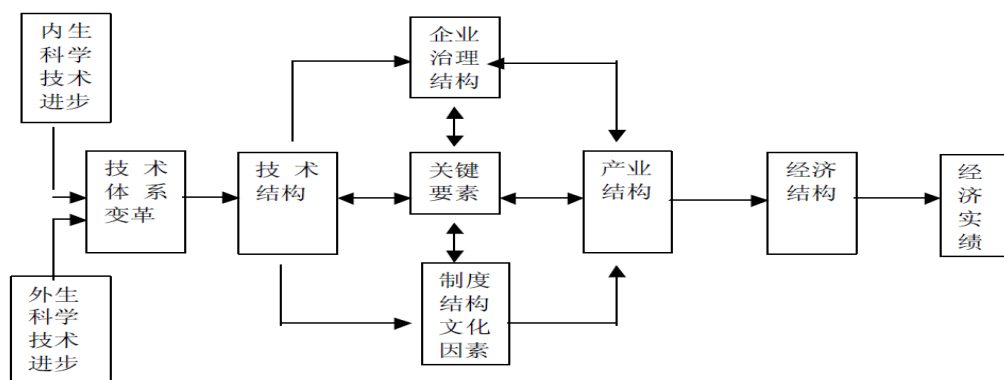 内生
科学
技术
进步
外生
科学
技术
进步
技术
体系
变革
技术
结构
企业
治理
结构
关键
要素
制度
结构
文化
因素
产业
结构
经济
结构
经
济
实
绩